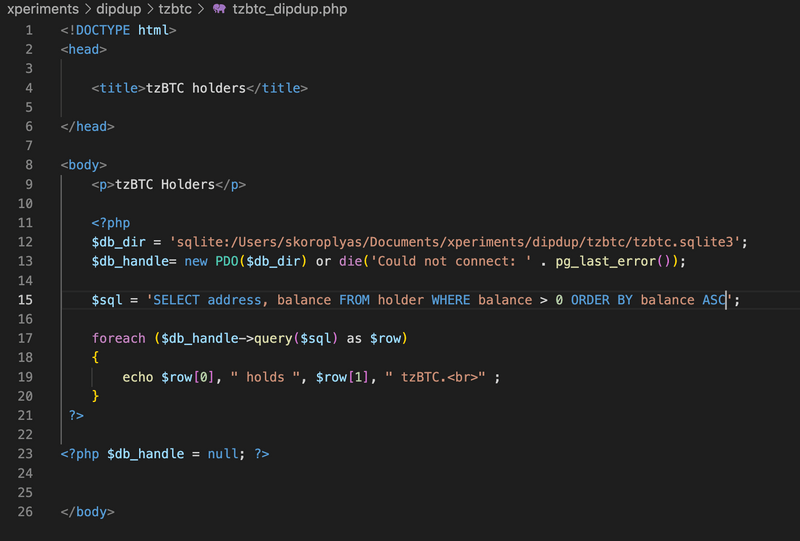 xperiments > dipdup > tzbtc > tzbtc_dipdup.php
1 <!DOCTYPE html>
2 <head>
3
4 <title>tzBTC holders</title>
5
6 </head>
7
8 <body>
9 <p>tzBTC Holders</p>
10
11 <?php
12 $db_dir = 'sqlite:/Users/skoroplyas/Documents/xperiments/dipdup/tzbtc/tzbtc.sqlite3';
13 $db_handle= new PDO($db_dir) or die('Could not connect: ' . pg_last_error());
14
15 $sql = 'SELECT address, balance FROM holder WHERE balance > 0 ORDER BY balance ASC';
16
17 foreach ($db_handle->query($sql) as $row)
18 {
19 echo $row[0], " holds ", $row[1], " tzBTC.<br>" ;
20 }
21 ?>
22
23 <?php $db_handle = null; ?>
24
25
26 </body>